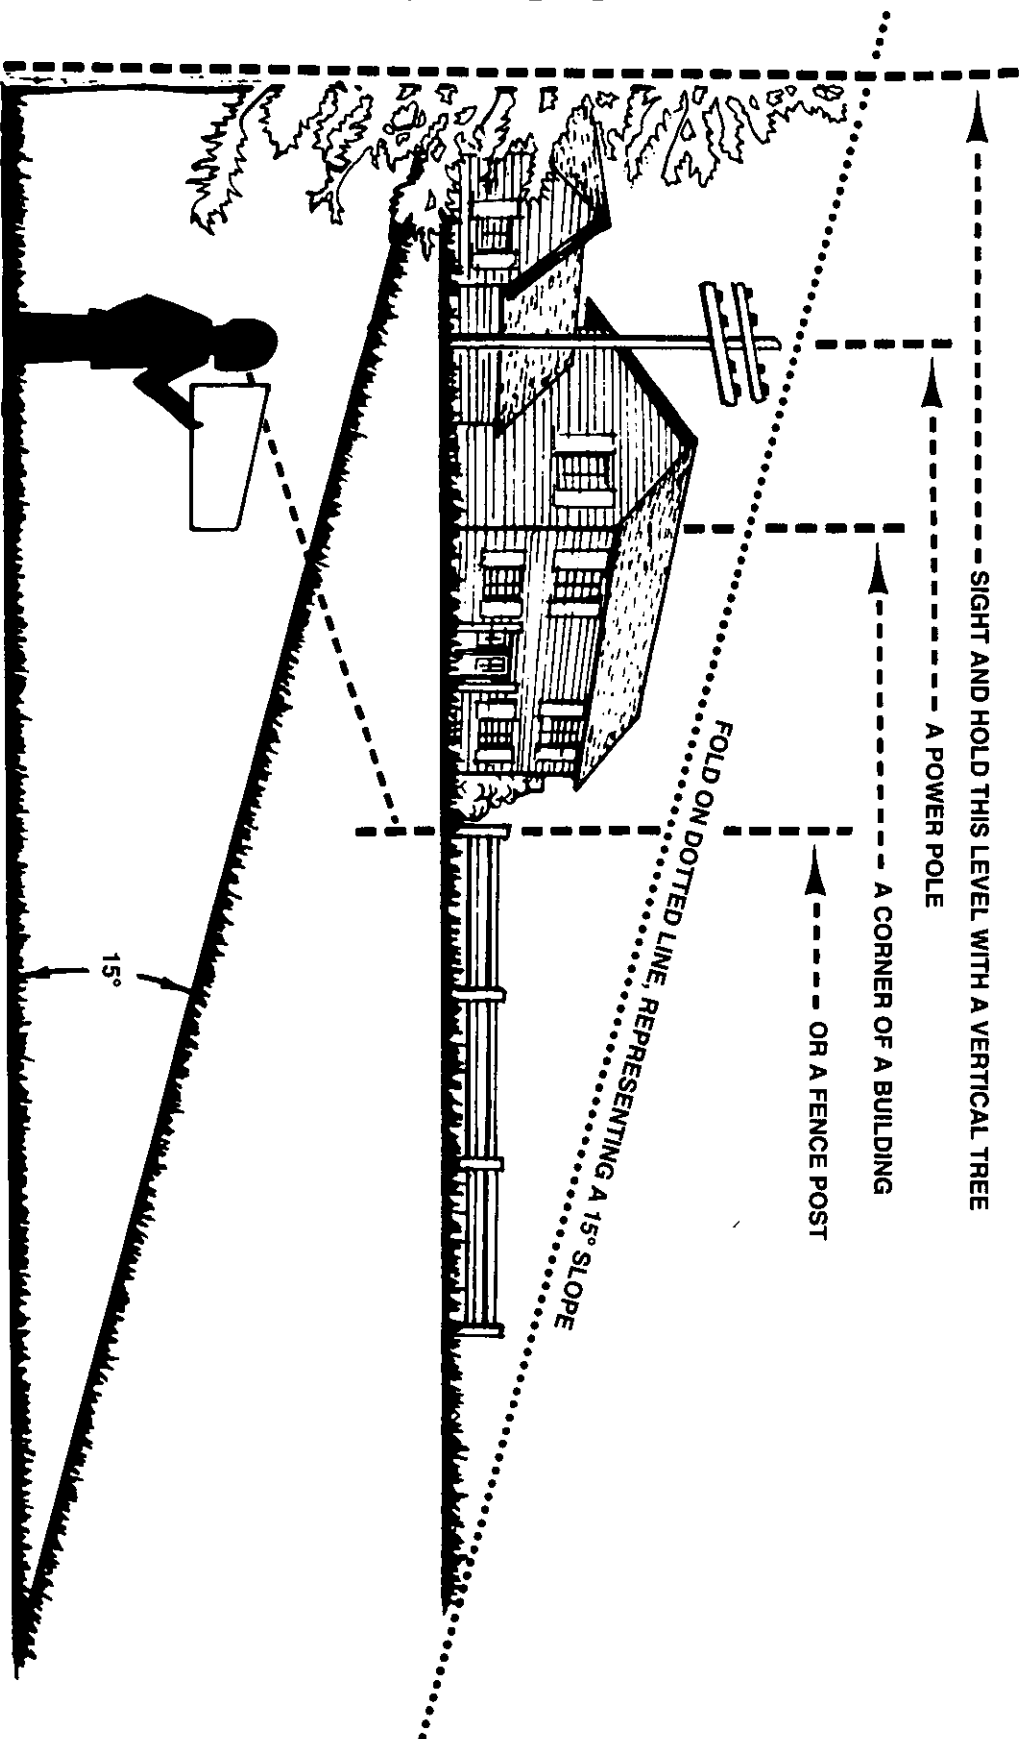 SIGHT AND HOLD THIS LEVEL WITH A VERTICAL TREE
A POWER POLE
A CORNER OF A BUILDING
OR A FENCE POST
FOLD ON DOTTED LINE, REPRESENTING A 15° SLOPE
15°